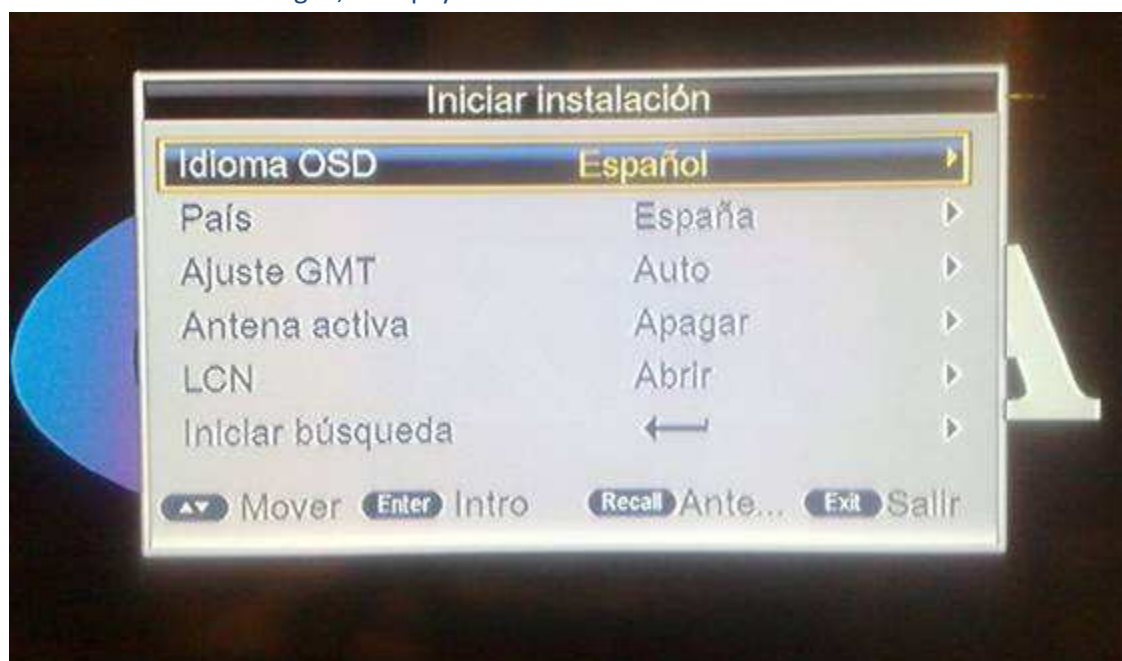 Iniciar instalación
Idioma OSD Español
País España
Ajuste GMT Auto
Antena activa Apagar
LCN Abrir
Iniciar búsqueda
Mover Enter Intro Recall Ante... Exit Salir
A